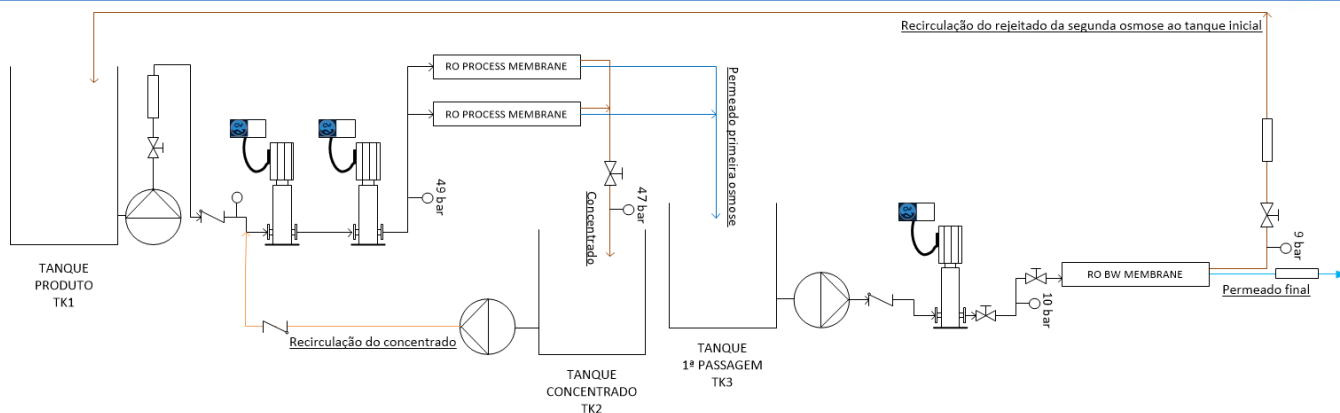 Recirculação do rejeitado da segunda osmose ao tanque inicial
RO PROCESS MEMBRANE
RO PROCESS MEMBRANE
Permeado primeira osmose
49 bar
47 bar
Concentrado
TANQUE
PRODUTO
TK1
Recirculação do concentrado
TANQUE
CONCENTRADO
TK2
TANQUE
1ª PASSAGEM
TK3
10 bar
RO BW MEMBRANE
9 bar
Permeado final